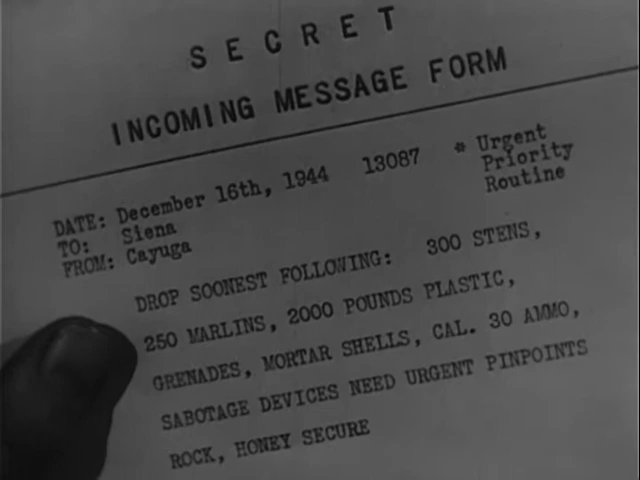 SECRET
INCOMING MESSAGE FORM
DATE: December 16th, 1944 13087 * Urgent
TO: Siena Priority
FROM: Cayuga Routine
DROP SOONEST FOLLOWING: 300 STENS,
250 MARLINS, 2000 POUNDS PLASTIC,
GRENADES, MORTAR SHELLS, CAL. 30 AMMO,
SABOTAGE DEVICES NEED URGENT PINPOINTS
ROCK, HONEY SECURE